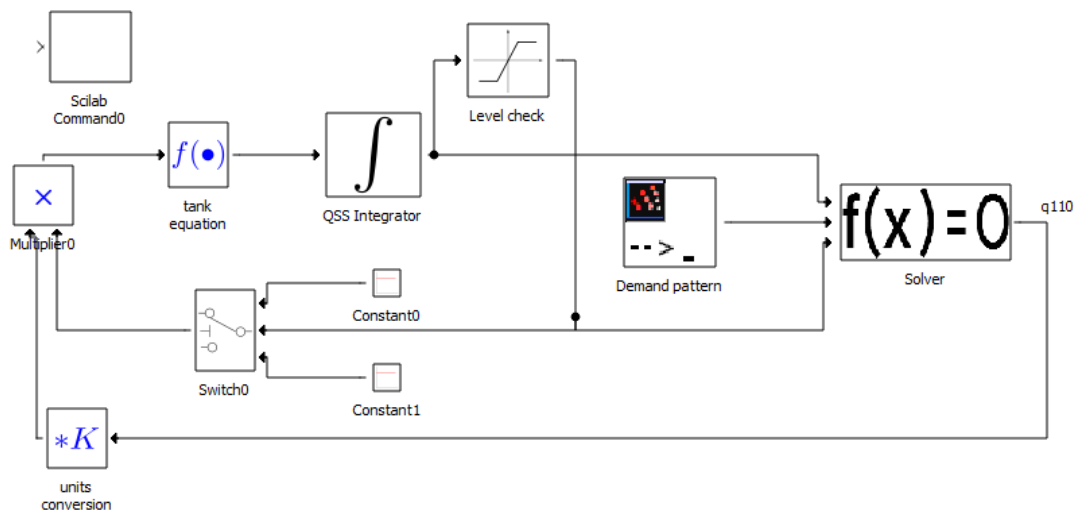 Scilab
Command0
Level check
×
Multiplier0
f(●)
tank
equation
∫
QSS Integrator
-->_
Demand pattern
f(x)=0
Solver
q110
Constant0
Switch0
Constant1
*K
units
conversion